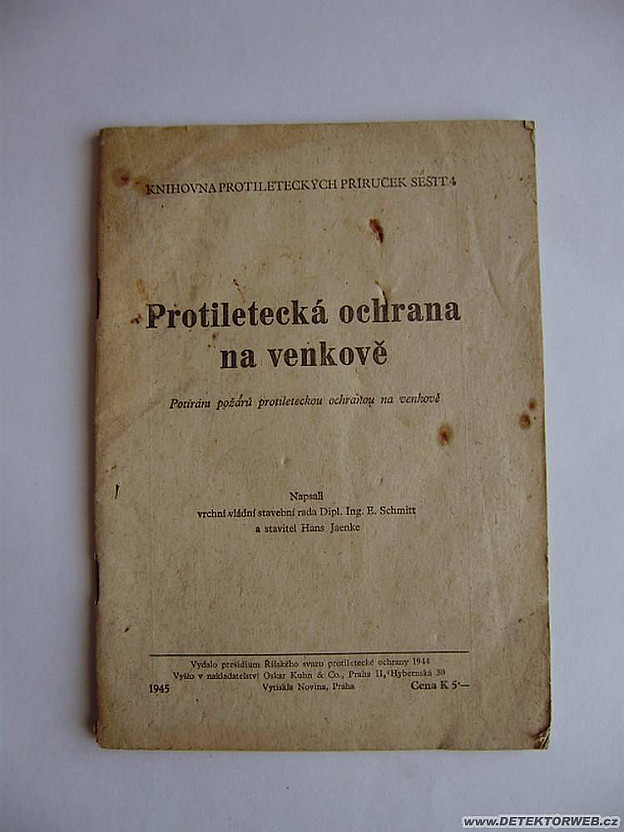 KNIHOVNA PROTILETECKÝCH PŘÍRUČEK SEŠIT 4
Protiletecká ochrana
na venkově
Potírání požárů protileteckou ochranou na venkově
Napsali
vrchní vládní stavební rada Dipl. Ing. E. Schmitt
a stavitel Hans Jaenke
Vydalo presidium Říšského svazu protiletecké ochrany 1944
Vyšlo v nakladatelství Oskar Kuhn & Co., Praha II, Hybernská 30
1945 Vytiskla Novina, Praha Cena K 5·—
www.DETEKTORWEB.cz